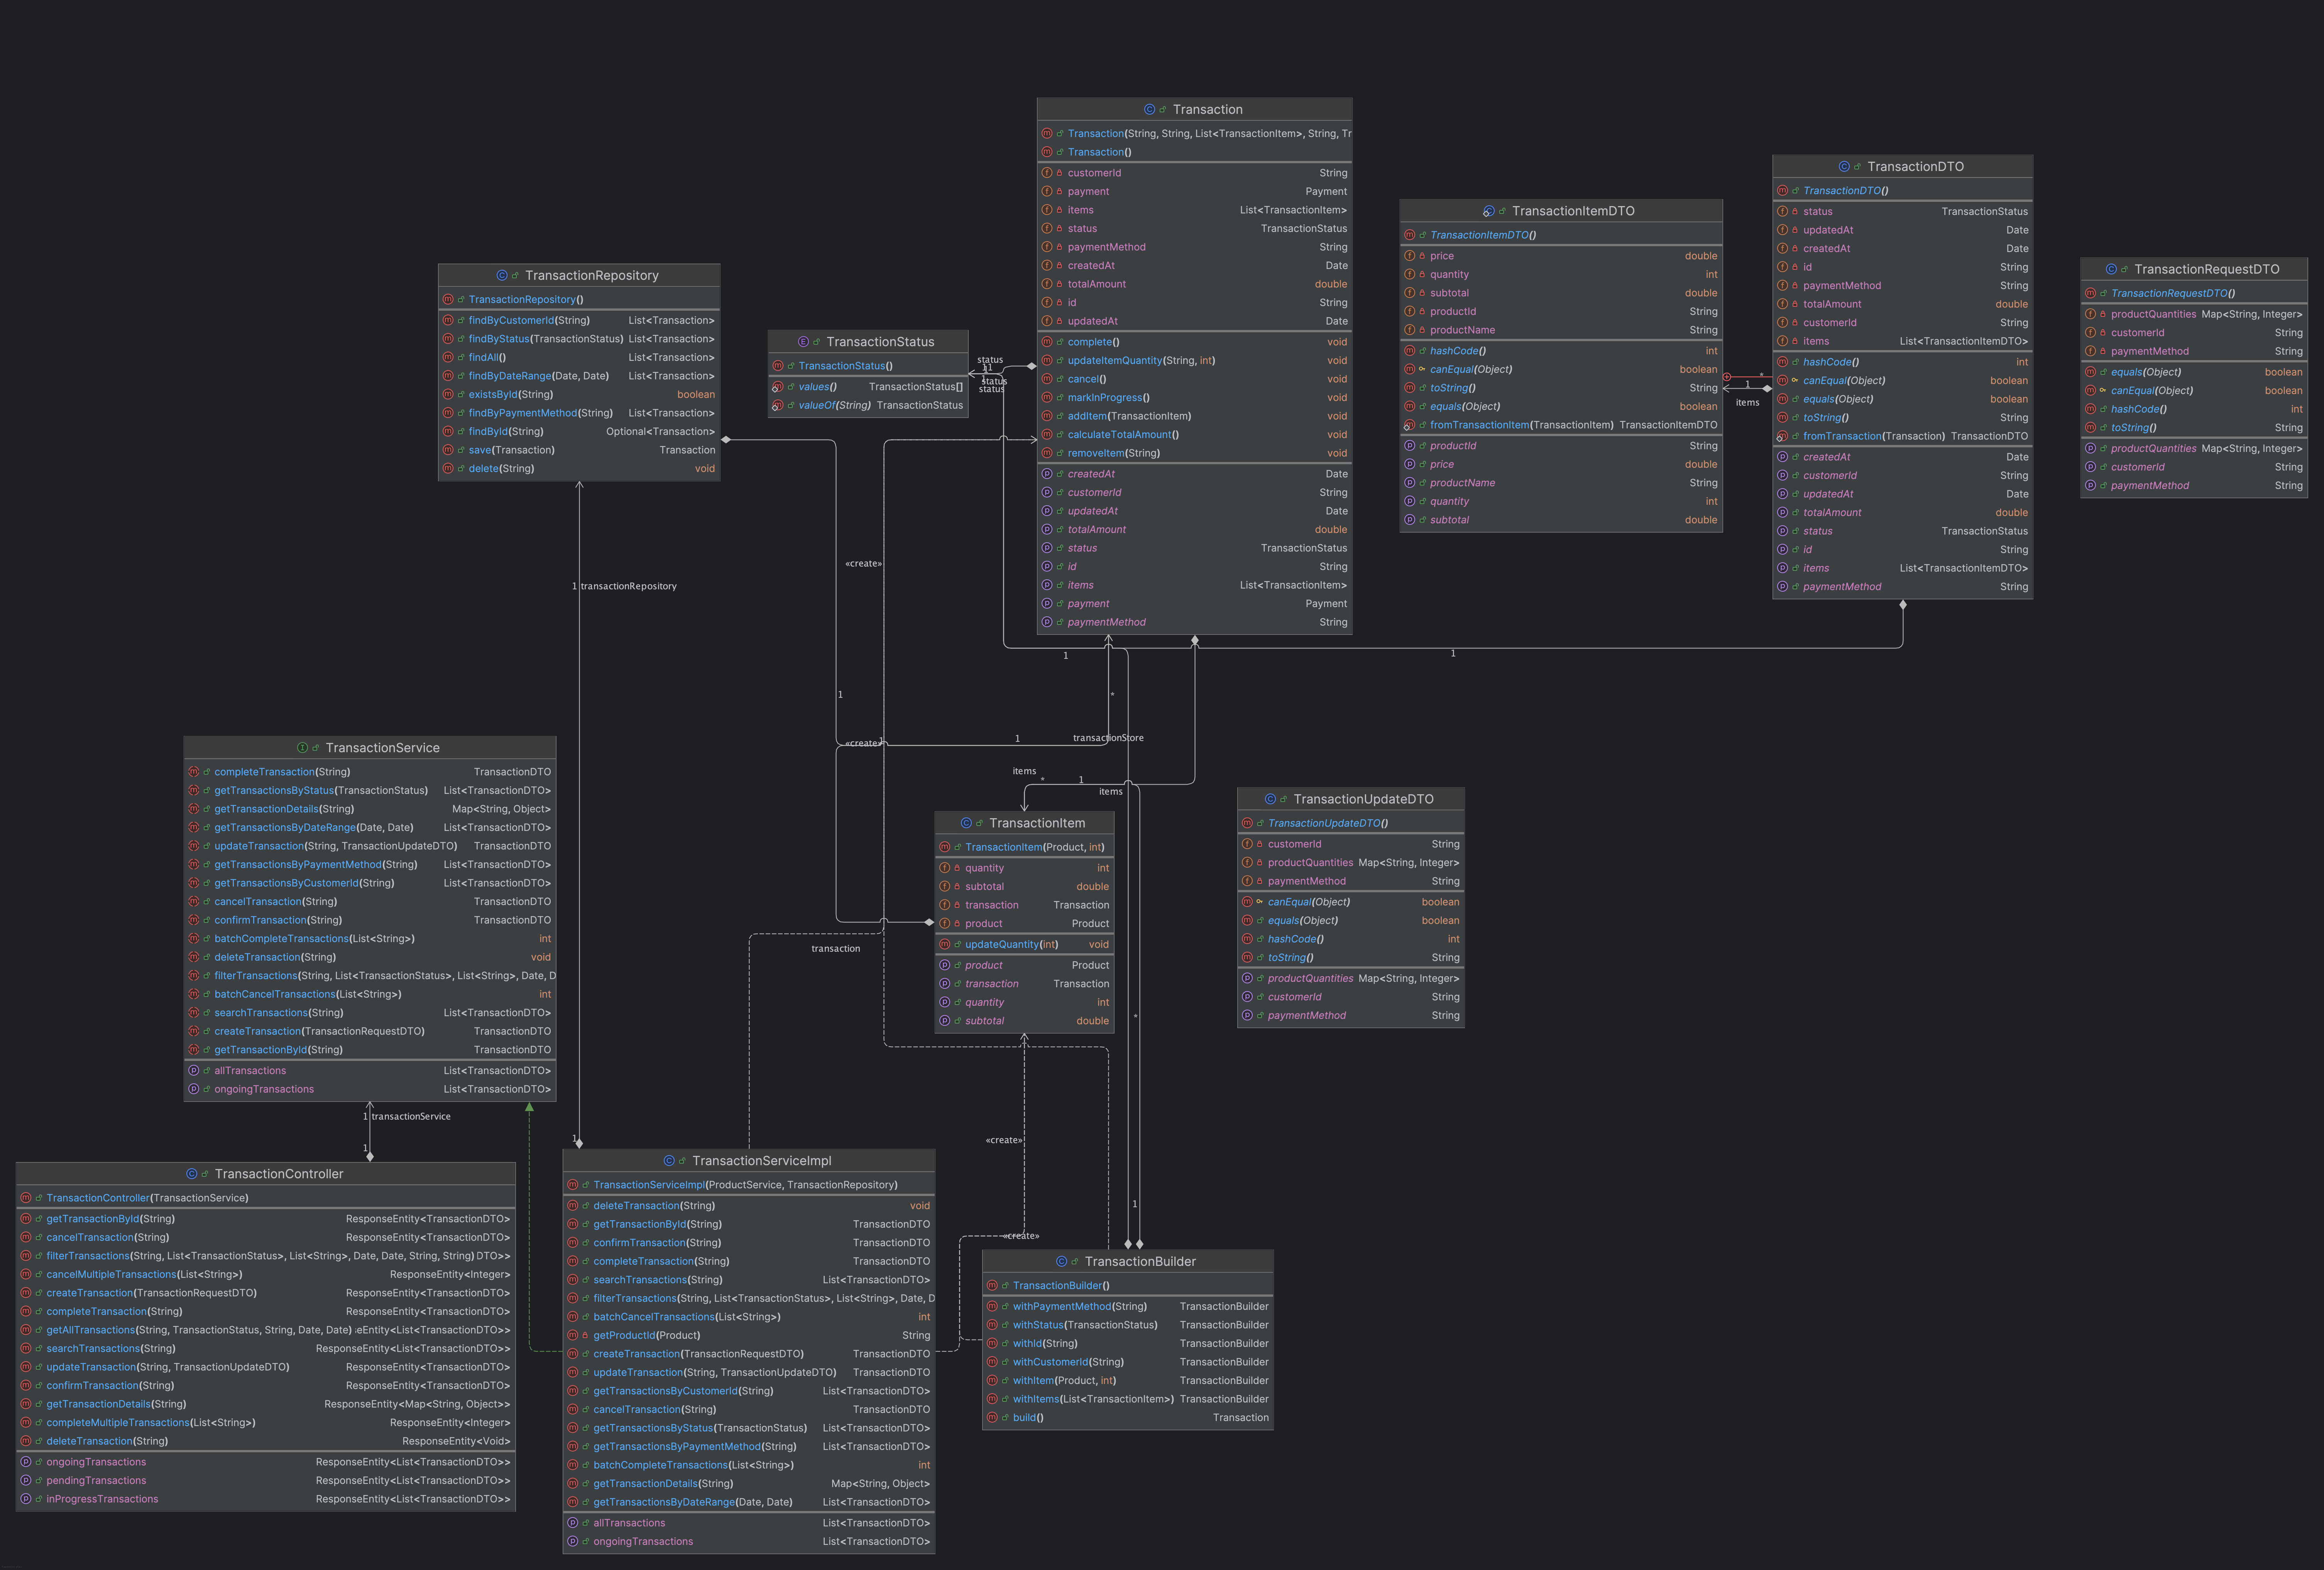 Transaction
Transaction(String, String, List<TransactionItem>, String, Tr
Transaction()
customerId String
payment Payment
items List<TransactionItem>
status TransactionStatus
paymentMethod String
createdAt Date
totalAmount double
id String
updatedAt Date
complete() void
updateItemQuantity(String, int) void
cancel() void
markInProgress() void
addItem(TransactionItem) void
calculateTotalAmount() void
removeItem(String) void
createdAt Date
customerId String
updatedAt Date
totalAmount double
status TransactionStatus
id String
items List<TransactionItem>
payment Payment
paymentMethod String
TransactionDTO
TransactionDTO()
status TransactionStatus
updatedAt Date
createdAt Date
id String
paymentMethod String
totalAmount double
customerId String
items List<TransactionItemDTO>
hashCode() int
canEqual(Object) boolean
equals(Object) boolean
toString() String
fromTransaction(Transaction) TransactionDTO
createdAt Date
customerId String
updatedAt Date
totalAmount double
status TransactionStatus
id String
items List<TransactionItemDTO>
paymentMethod String
TransactionItemDTO
TransactionItemDTO()
price double
quantity int
subtotal double
productId String
productName String
hashCode() int
canEqual(Object) boolean
toString() String
equals(Object) boolean
fromTransactionItem(TransactionItem) TransactionItemDTO
productId String
price double
productName String
quantity int
subtotal double
*
1
items
TransactionRequestDTO
TransactionRequestDTO()
productQuantities Map<String, Integer>
customerId String
paymentMethod String
equals(Object) boolean
canEqual(Object) boolean
hashCode() int
toString() String
productQuantities Map<String, Integer>
customerId String
paymentMethod String
TransactionRepository
TransactionRepository()
findByCustomerId(String) List<Transaction>
findByStatus(TransactionStatus) List<Transaction>
findAll() List<Transaction>
findByDateRange(Date, Date) List<Transaction>
existsById(String) boolean
findByPaymentMethod(String) List<Transaction>
findById(String) Optional<Transaction>
save(Transaction) Transaction
delete(String) void
TransactionStatus
TransactionStatus()
values() TransactionStatus[]
valueOf(String) TransactionStatus
status
status
status
«create»
1 transactionRepository
1
1
1
*
«create»
1
transactionStore
items
*
1
items
TransactionService
completeTransaction(String) TransactionDTO
getTransactionsByStatus(TransactionStatus) List<TransactionDTO>
getTransactionDetails(String) Map<String, Object>
getTransactionsByDateRange(Date, Date) List<TransactionDTO>
updateTransaction(String, TransactionUpdateDTO) TransactionDTO
getTransactionsByPaymentMethod(String) List<TransactionDTO>
getTransactionsByCustomerId(String) List<TransactionDTO>
cancelTransaction(String) TransactionDTO
confirmTransaction(String) TransactionDTO
batchCompleteTransactions(List<String>) int
deleteTransaction(String) void
filterTransactions(String, List<TransactionStatus>, List<String>, Date, D
batchCancelTransactions(List<String>) int
searchTransactions(String) List<TransactionDTO>
createTransaction(TransactionRequestDTO) TransactionDTO
getTransactionById(String) TransactionDTO
allTransactions List<TransactionDTO>
ongoingTransactions List<TransactionDTO>
TransactionItem
TransactionItem(Product, int)
quantity int
subtotal double
transaction Transaction
product Product
updateQuantity(int) void
product Product
transaction Transaction
quantity int
subtotal double
transaction
TransactionUpdateDTO
TransactionUpdateDTO()
customerId String
productQuantities Map<String, Integer>
paymentMethod String
canEqual(Object) boolean
equals(Object) boolean
hashCode() int
toString() String
productQuantities Map<String, Integer>
customerId String
paymentMethod String
1 transactionService
1
1
*
«create»
1
«create»
TransactionController
TransactionController(TransactionService)
getTransactionById(String) ResponseEntity<TransactionDTO>
cancelTransaction(String) ResponseEntity<TransactionDTO>
filterTransactions(String, List<TransactionStatus>, List<String>, Date, Date, String, String) DTO>>
cancelMultipleTransactions(List<String>) ResponseEntity<Integer>
createTransaction(TransactionRequestDTO) ResponseEntity<TransactionDTO>
completeTransaction(String) ResponseEntity<TransactionDTO>
getAllTransactions(String, TransactionStatus, String, Date, Date) eEntity<List<TransactionDTO>>
searchTransactions(String) ResponseEntity<List<TransactionDTO>>
updateTransaction(String, TransactionUpdateDTO) ResponseEntity<TransactionDTO>
confirmTransaction(String) ResponseEntity<TransactionDTO>
getTransactionDetails(String) ResponseEntity<Map<String, Object>>
completeMultipleTransactions(List<String>) ResponseEntity<Integer>
deleteTransaction(String) ResponseEntity<Void>
ongoingTransactions ResponseEntity<List<TransactionDTO>>
pendingTransactions ResponseEntity<List<TransactionDTO>>
inProgressTransactions ResponseEntity<List<TransactionDTO>>
TransactionServiceImpl
TransactionServiceImpl(ProductService, TransactionRepository)
deleteTransaction(String) void
getTransactionById(String) TransactionDTO
confirmTransaction(String) TransactionDTO
completeTransaction(String) TransactionDTO
searchTransactions(String) List<TransactionDTO>
filterTransactions(String, List<TransactionStatus>, List<String>, Date, D
batchCancelTransactions(List<String>) int
getProductId(Product) String
createTransaction(TransactionRequestDTO) TransactionDTO
updateTransaction(String, TransactionUpdateDTO) TransactionDTO
getTransactionsByCustomerId(String) List<TransactionDTO>
cancelTransaction(String) TransactionDTO
getTransactionsByStatus(TransactionStatus) List<TransactionDTO>
getTransactionsByPaymentMethod(String) List<TransactionDTO>
batchCompleteTransactions(List<String>) int
getTransactionDetails(String) Map<String, Object>
getTransactionsByDateRange(Date, Date) List<TransactionDTO>
allTransactions List<TransactionDTO>
ongoingTransactions List<TransactionDTO>
TransactionBuilder
TransactionBuilder()
withPaymentMethod(String) TransactionBuilder
withStatus(TransactionStatus) TransactionBuilder
withId(String) TransactionBuilder
withCustomerId(String) TransactionBuilder
withItem(Product, int) TransactionBuilder
withItems(List<TransactionItem>) TransactionBuilder
build() Transaction